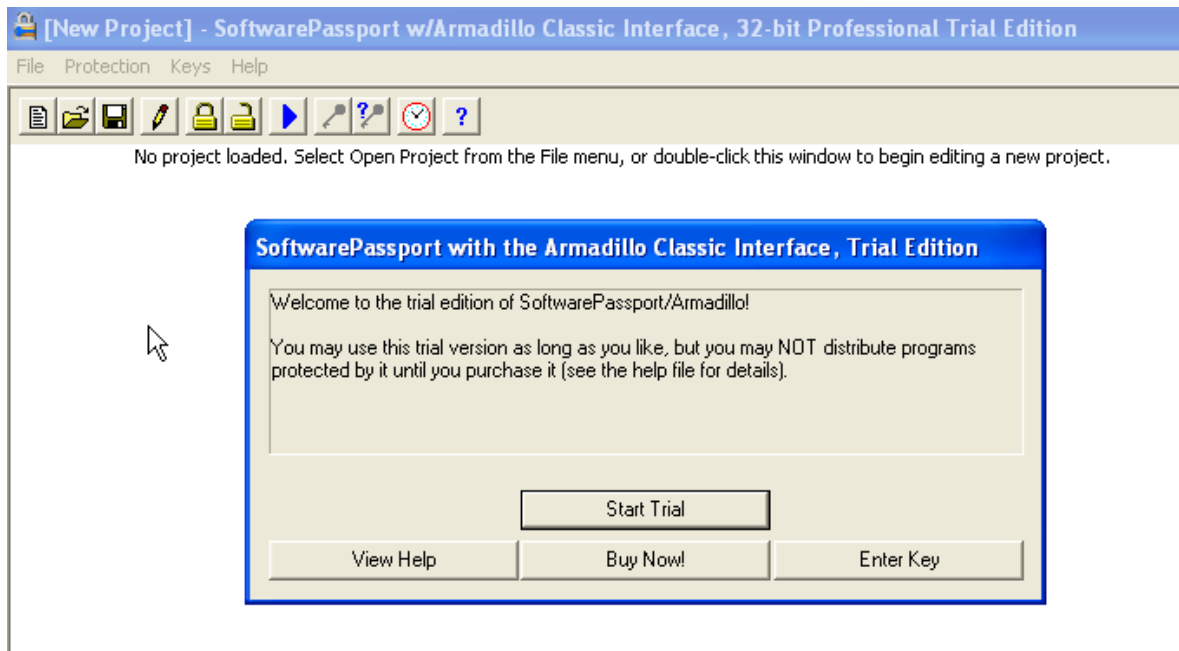 [New Project] - SoftwarePassport w/Armadillo Classic Interface, 32-bit Professional Trial Edition
File Protection Keys Help
? ?
No project loaded. Select Open Project from the File menu, or double-click this window to begin editing a new project.
SoftwarePassport with the Armadillo Classic Interface, Trial Edition
Welcome to the trial edition of SoftwarePassport/Armadillo!
You may use this trial version as long as you like, but you may NOT distribute programs
protected by it until you purchase it (see the help file for details).
Start Trial
View Help Buy Now! Enter Key